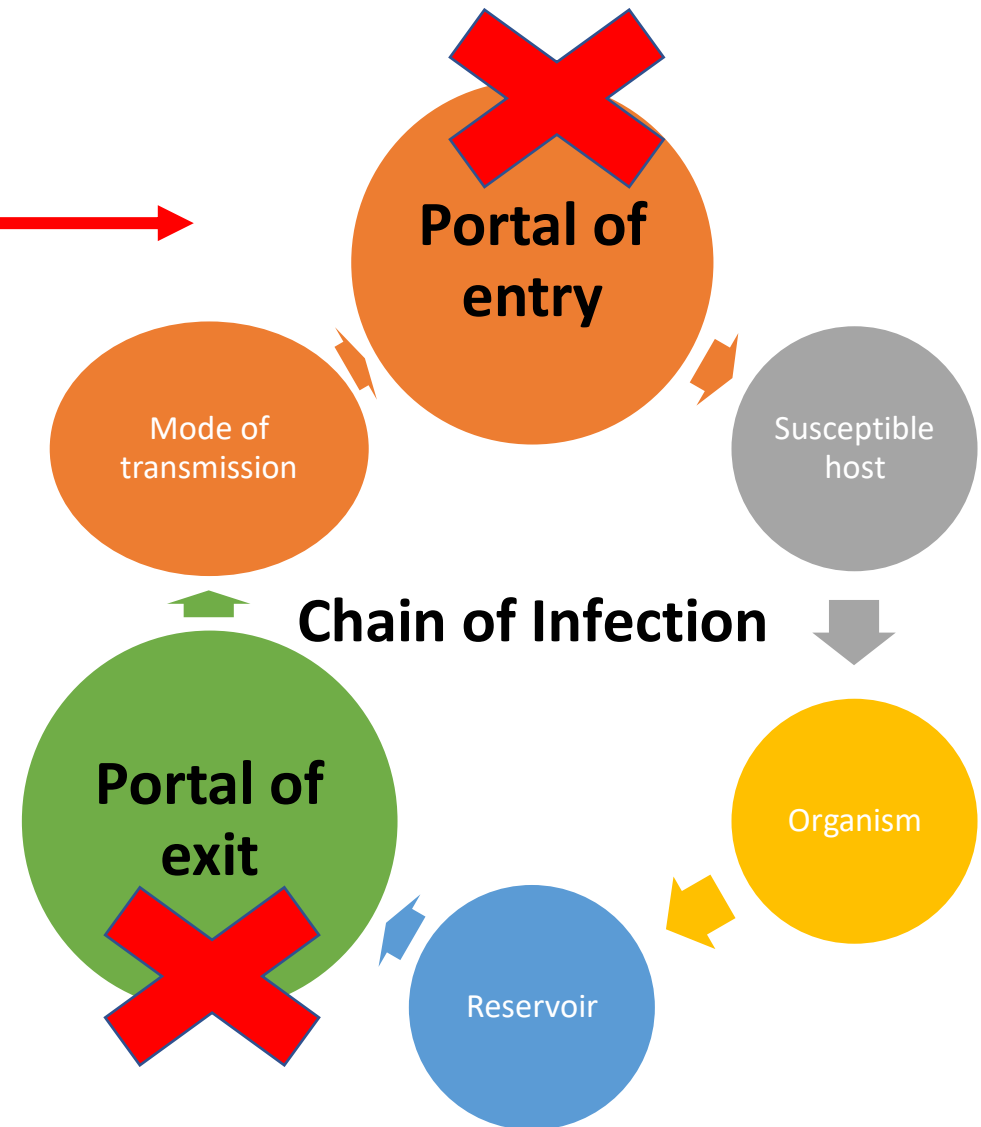 Portal of
entry
Mode of
transmission
Susceptible
host
Chain of Infection
Portal of
exit
Organism
Reservoir